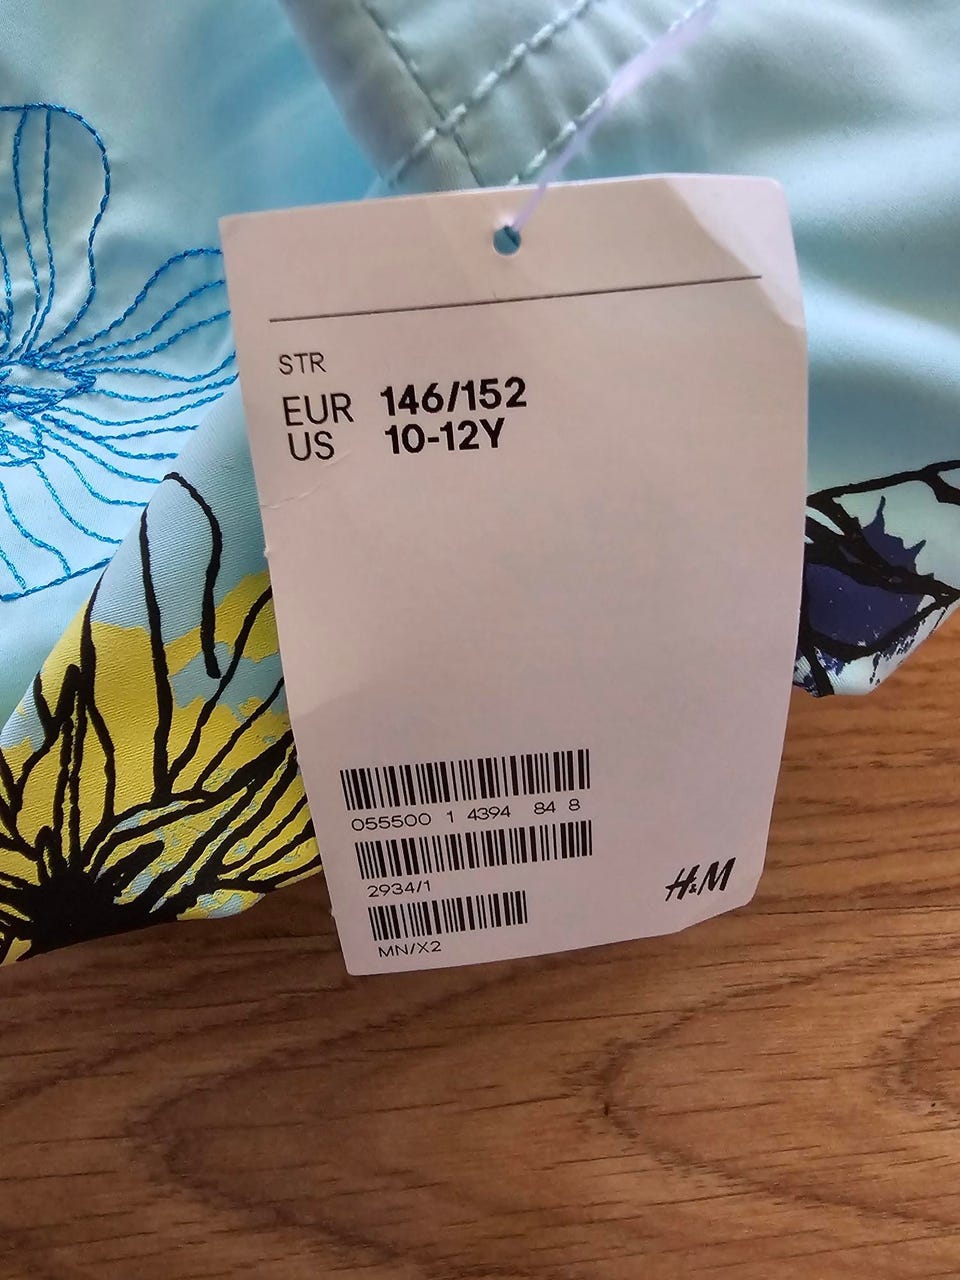 STR
EUR 146/152
US 10-12Y
055500 1 4394 84 8
2934/1
H&M
MN/X2